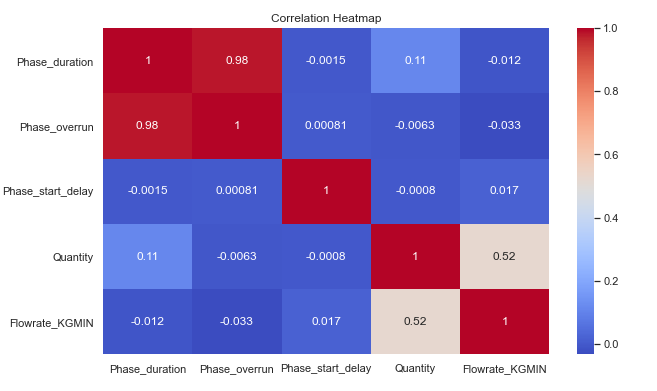 Correlation Heatmap
Phase_duration 1 0.98 -0.0015 0.11 -0.012
Phase_overrun 0.98 1 0.00081 -0.0063 -0.033
Phase_start_delay -0.0015 0.00081 1 -0.0008 0.017
Quantity 0.11 -0.0063 -0.0008 1 0.52
Flowrate_KGMIN -0.012 -0.033 0.017 0.52 1
Phase_duration Phase_overrun Phase_start_delay Quantity Flowrate_KGMIN
1.0
0.8
0.6
0.4
0.2
0.0